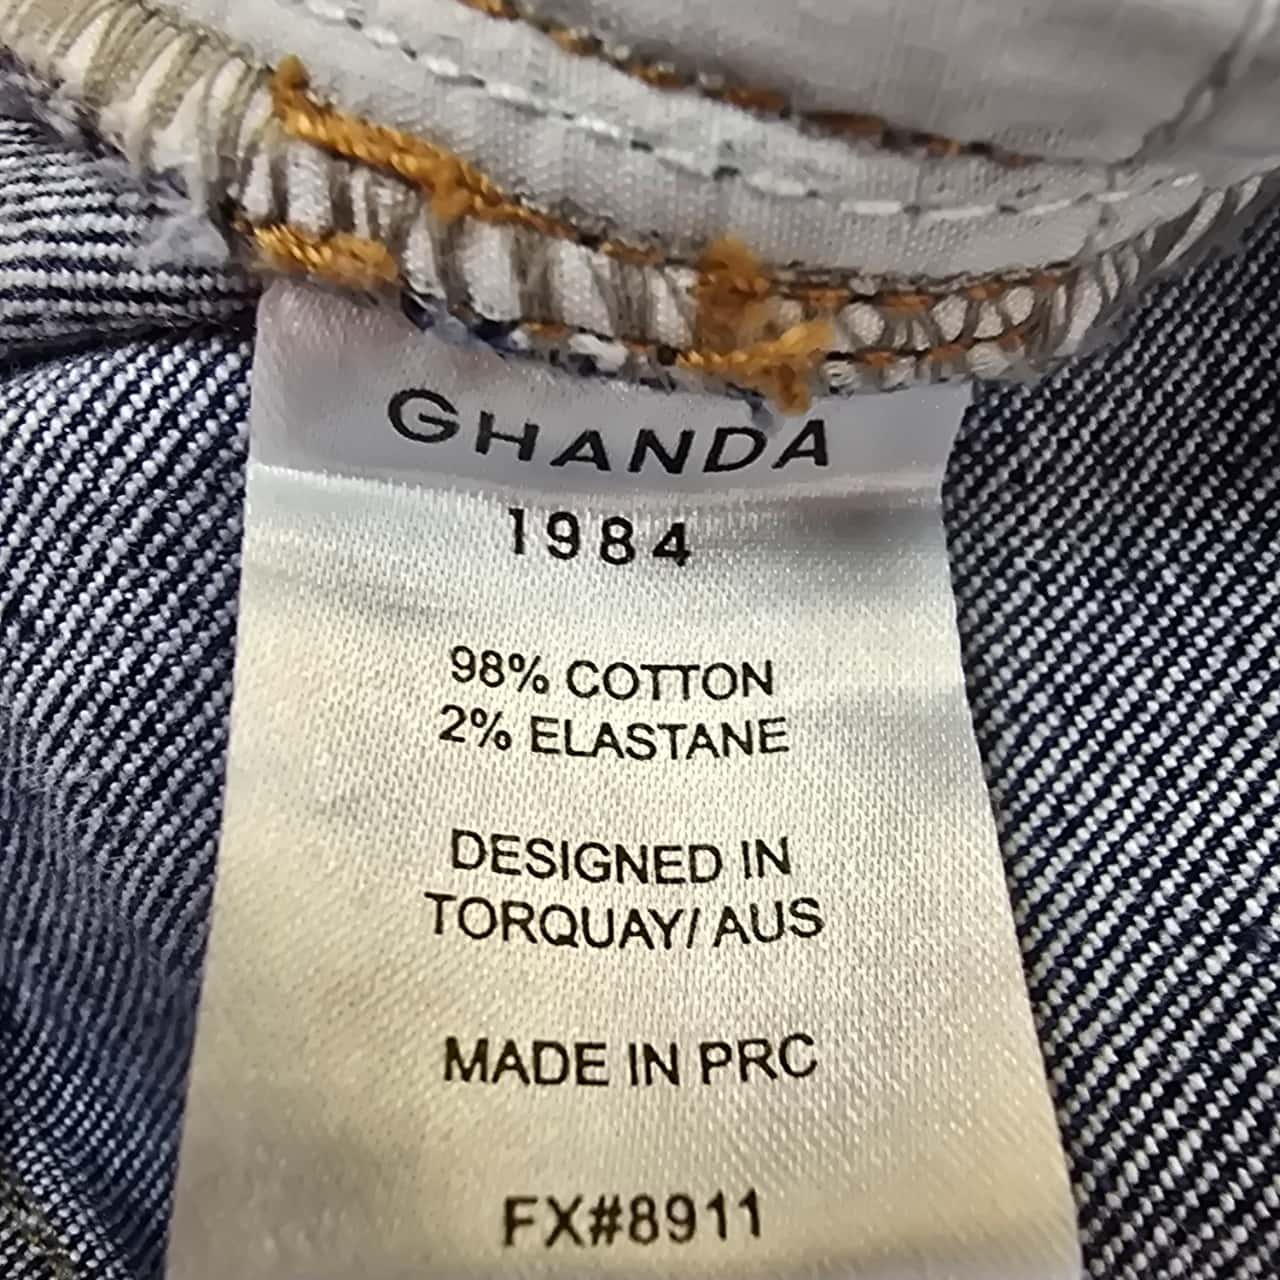 GHANDA
1984
98% COTTON
2% ELASTANE
DESIGNED IN
TORQUAY/ AUS
MADE IN PRC
FX#8911